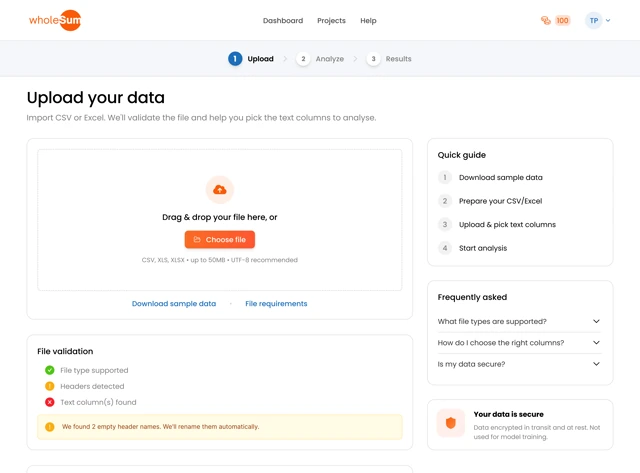 wholeSum
Dashboard
Projects
Help
100
TP
1
Upload
2
Analyze
3
Results
Upload your data
Import CSV or Excel. We'll validate the file and help you pick the text columns to analyse.
Drag & drop your file here, or
Choose file
CSV, XLS, XLSX • up to 50MB • UTF-8 recommended
Download sample data
·
File requirements
File validation
File type supported
Headers detected
Text column(s) found
We found 2 empty header names. We'll rename them automatically.
Quick guide
1
Download sample data
2
Prepare your CSV/Excel
3
Upload & pick text columns
4
Start analysis
Frequently asked
What file types are supported?
How do I choose the right columns?
Is my data secure?
Your data is secure
Data encrypted in transit and at rest. Not
used for model training.